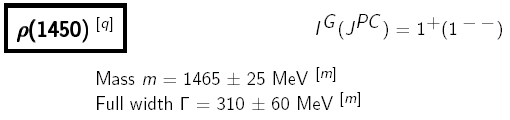 ρ(1450) [q]
I^G(J^PC) = 1^+(1^− −)
Mass m = 1465 ± 25 MeV [m]
Full width Γ = 310 ± 60 MeV [m]